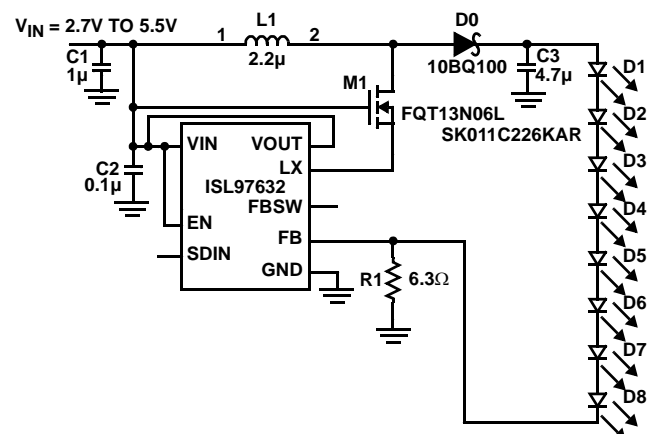 VIN = 2.7V TO 5.5V
L1
1
2
2.2µ
D0
10BQ100
C1
1µ
C3
4.7µ
M1
FQT13N06L
SK011C226KAR
C2
0.1µ
VIN
VOUT
LX
ISL97632
FBSW
EN
FB
SDIN
GND
R1
6.3Ω
D1
D2
D3
D4
D5
D6
D7
D8